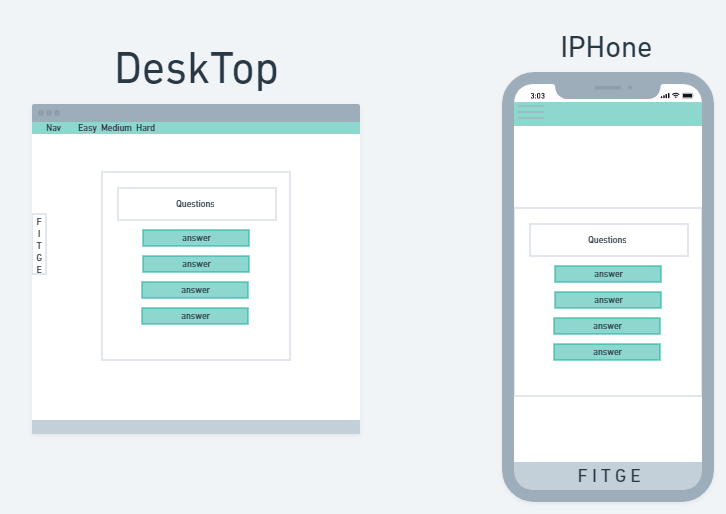 DeskTop
Nav Easy Medium Hard
F
I
T
G
E
Questions
answer
answer
answer
answer
IPHone
3:03
Questions
answer
answer
answer
answer
FITGE